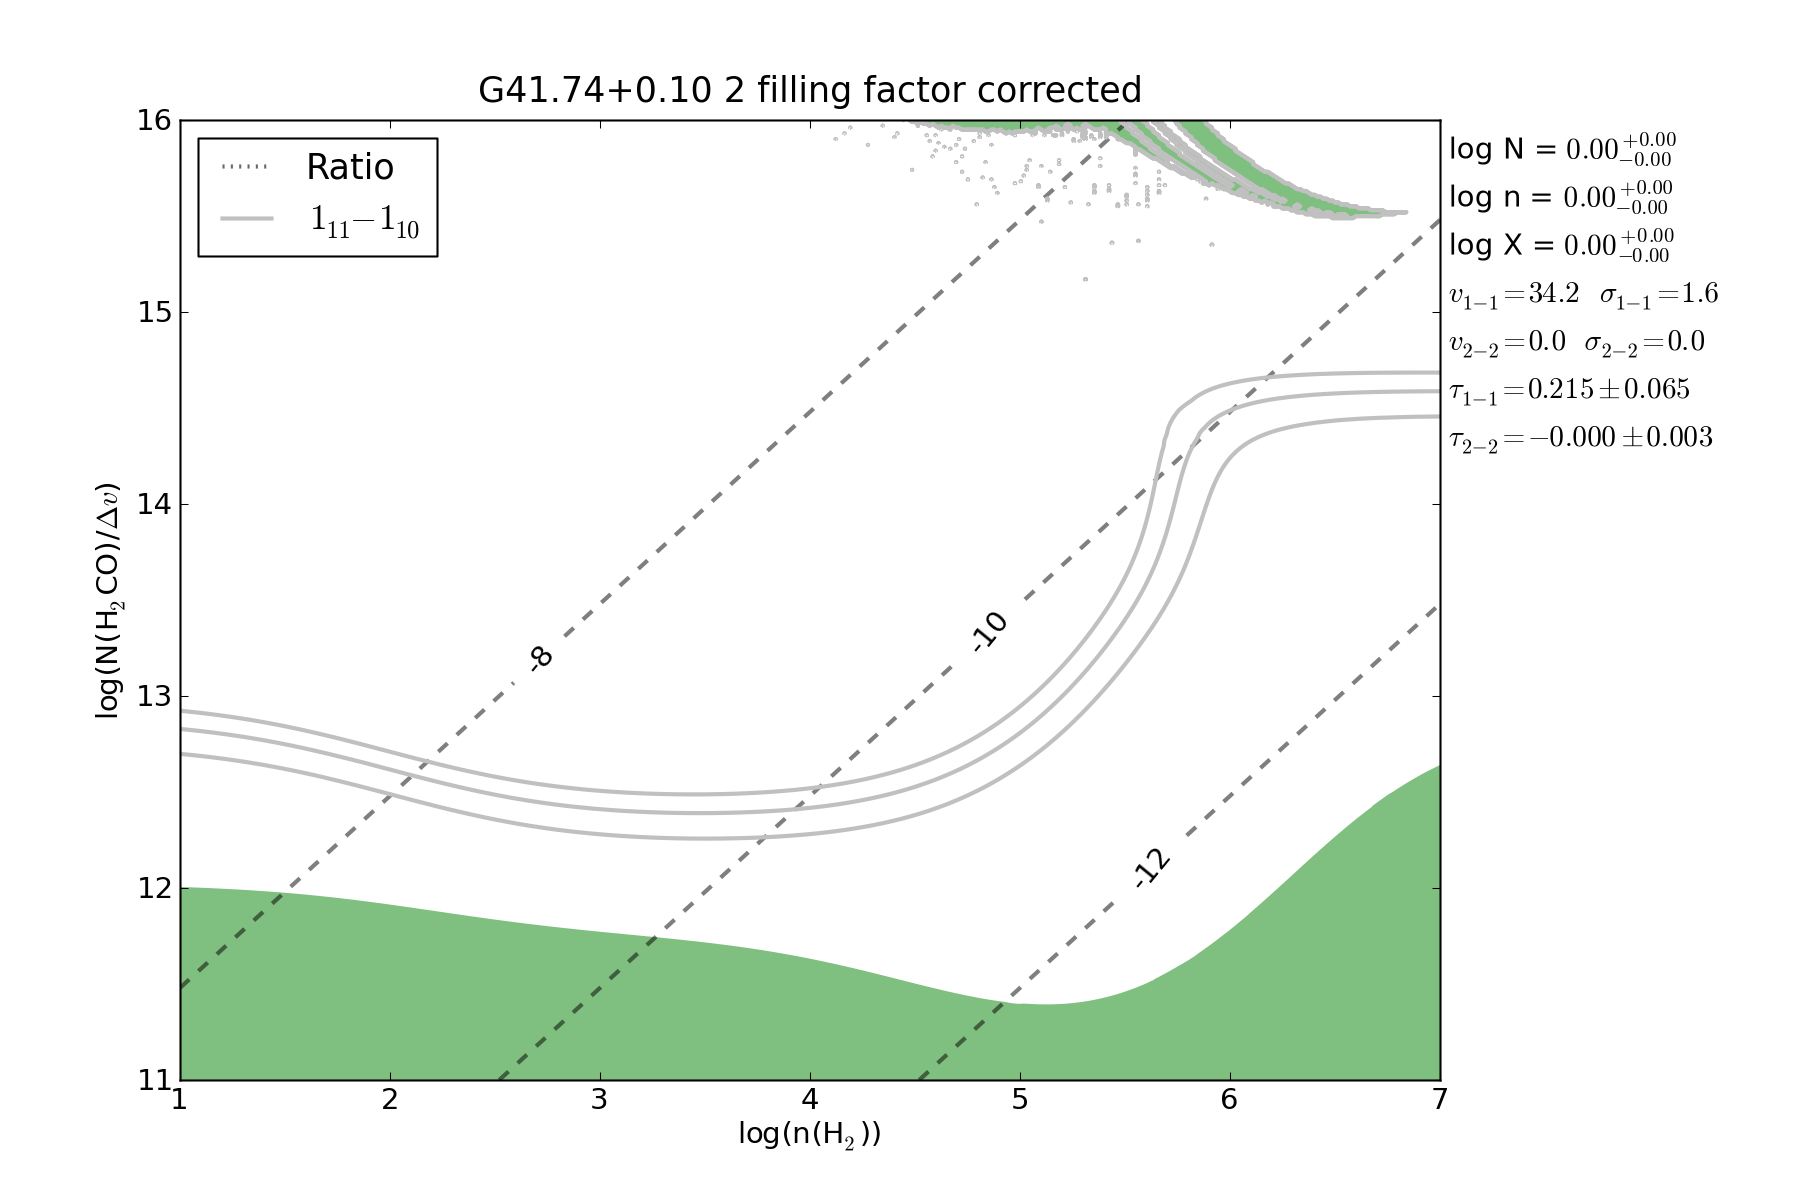 G41.74+0.10 2 filling factor corrected
Ratio
1₁₁−1₁₀
log N = 0.00 +0.00 −0.00
log n = 0.00 +0.00 −0.00
log X = 0.00 +0.00 −0.00
v₁₋₁=34.2 σ₁₋₁=1.6
v₂₋₂=0.0 σ₂₋₂=0.0
τ₁₋₁=0.215±0.065
τ₂₋₂=−0.000±0.003
log(N(H₂CO)/Δv)
16
15
14
13
12
11
-8
-10
-12
1 2 3 4 5 6 7
log(n(H₂))